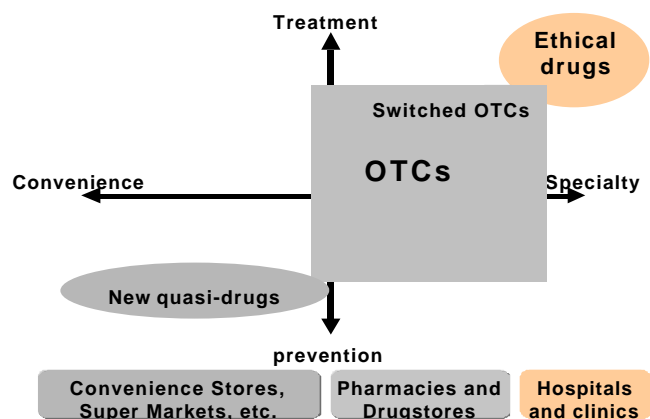 Treatment
Ethical
drugs
Switched OTCs
OTCs
Convenience
Specialty
New quasi-drugs
prevention
Convenience Stores,
Super Markets, etc.
Pharmacies and
Drugstores
Hospitals
and clinics